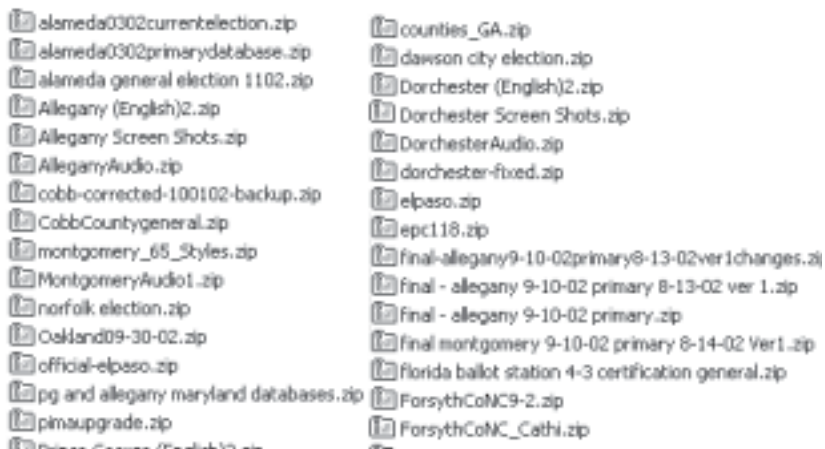 alameda0302currentelection.zip
alameda0302primarydatabase.zip
alameda general election 1102.zip
Allegany (English)2.zip
Allegany Screen Shots.zip
AlleganyAudio.zip
cobb-corrected-100102-backup.zip
CobbCountygeneral.zip
montgomery_65_Styles.zip
MontgomeryAudio1.zip
norfolk election.zip
Oakland09-30-02.zip
official-elpaso.zip
pg and allegany maryland databases.zip
pimaupgrade.zip
Prince George (English)2.zip
counties_GA.zip
dawson city election.zip
Dorchester (English)2.zip
Dorchester Screen Shots.zip
DorchesterAudio.zip
dorchester-fixed.zip
elpaso.zip
epc118.zip
final-allegany9-10-02primary8-13-02ver1changes.zip
final - allegany 9-10-02 primary 8-13-02 ver 1.zip
final - allegany 9-10-02 primary.zip
final montgomery 9-10-02 primary 8-14-02 Ver1.zip
florida ballot station 4-3 certification general.zip
ForsythCoNC9-2.zip
ForsythCoNC_Cathi.zip